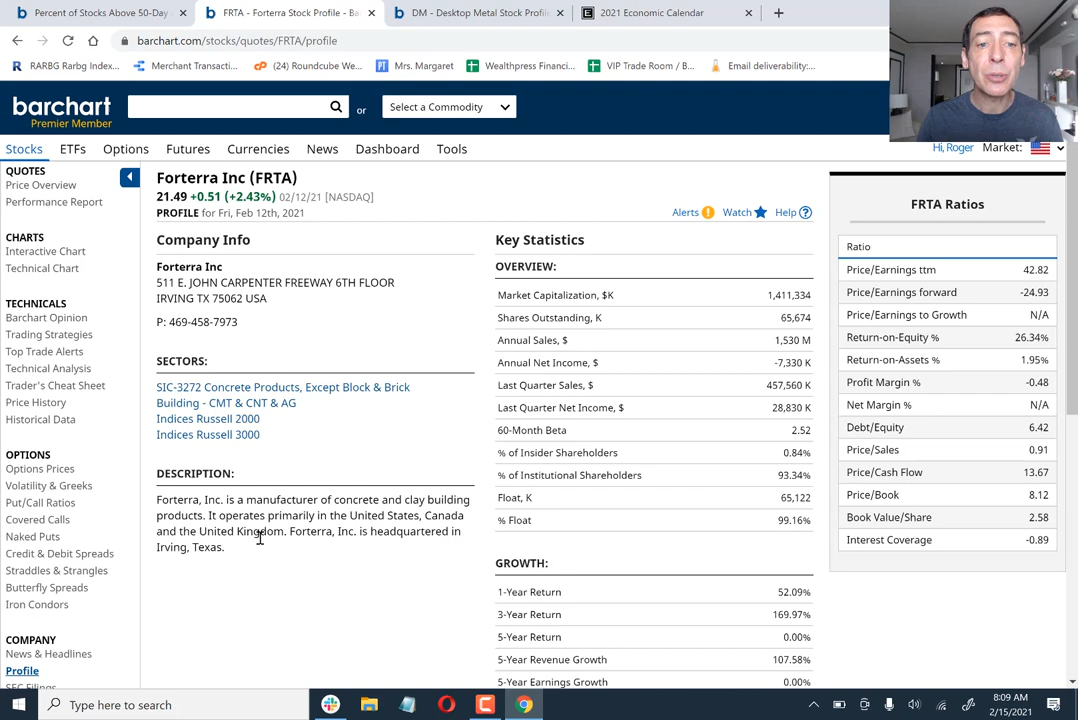 Percent of Stocks Above 50-Day
FRTA - Forterra Stock Profile - Ba
DM - Desktop Metal Stock Profil
2021 Economic Calendar
barchart.com/stocks/quotes/FRTA/profile
RARBG Rarbg Index...
Merchant Transacti...
(24) Roundcube We...
Mrs. Margaret
Wealthpress Financi...
VIP Trade Room / B...
Email deliverability:...
barchart
Premier Member
or
Select a Commodity
Stocks
ETFs
Options
Futures
Currencies
News
Dashboard
Tools
Hi, Roger
Market:
QUOTES
Price Overview
Performance Report
CHARTS
Interactive Chart
Technical Chart
TECHNICALS
Barchart Opinion
Trading Strategies
Top Trade Alerts
Technical Analysis
Trader's Cheat Sheet
Price History
Historical Data
OPTIONS
Options Prices
Volatility & Greeks
Put/Call Ratios
Covered Calls
Naked Puts
Credit & Debit Spreads
Straddles & Strangles
Butterfly Spreads
Iron Condors
COMPANY
News & Headlines
Profile
SEC Filings
Forterra Inc (FRTA)
21.49 +0.51 (+2.43%) 02/12/21 [NASDAQ]
PROFILE for Fri, Feb 12th, 2021
Alerts
Watch
Help
Company Info
Forterra Inc
511 E. JOHN CARPENTER FREEWAY 6TH FLOOR
IRVING TX 75062 USA
P: 469-458-7973
SECTORS:
SIC-3272 Concrete Products, Except Block & Brick
Building - CMT & CNT & AG
Indices Russell 2000
Indices Russell 3000
DESCRIPTION:
Forterra, Inc. is a manufacturer of concrete and clay building
products. It operates primarily in the United States, Canada
and the United Kingdom. Forterra, Inc. is headquartered in
Irving, Texas.
Key Statistics
OVERVIEW:
Market Capitalization, $K 1,411,334
Shares Outstanding, K 65,674
Annual Sales, $ 1,530 M
Annual Net Income, $ -7,330 K
Last Quarter Sales, $ 457,560 K
Last Quarter Net Income, $ 28,830 K
60-Month Beta 2.52
% of Insider Shareholders 0.84%
% of Institutional Shareholders 93.34%
Float, K 65,122
% Float 99.16%
GROWTH:
1-Year Return 52.09%
3-Year Return 169.97%
5-Year Return 0.00%
5-Year Revenue Growth 107.58%
5-Year Earnings Growth 0.00%
FRTA Ratios
Ratio
Price/Earnings ttm 42.82
Price/Earnings forward -24.93
Price/Earnings to Growth N/A
Return-on-Equity % 26.34%
Return-on-Assets % 1.95%
Profit Margin % -0.48
Net Margin % N/A
Debt/Equity 6.42
Price/Sales 0.91
Price/Cash Flow 13.67
Price/Book 8.12
Book Value/Share 2.58
Interest Coverage -0.89
Type here to search
8:09 AM
2/15/2021